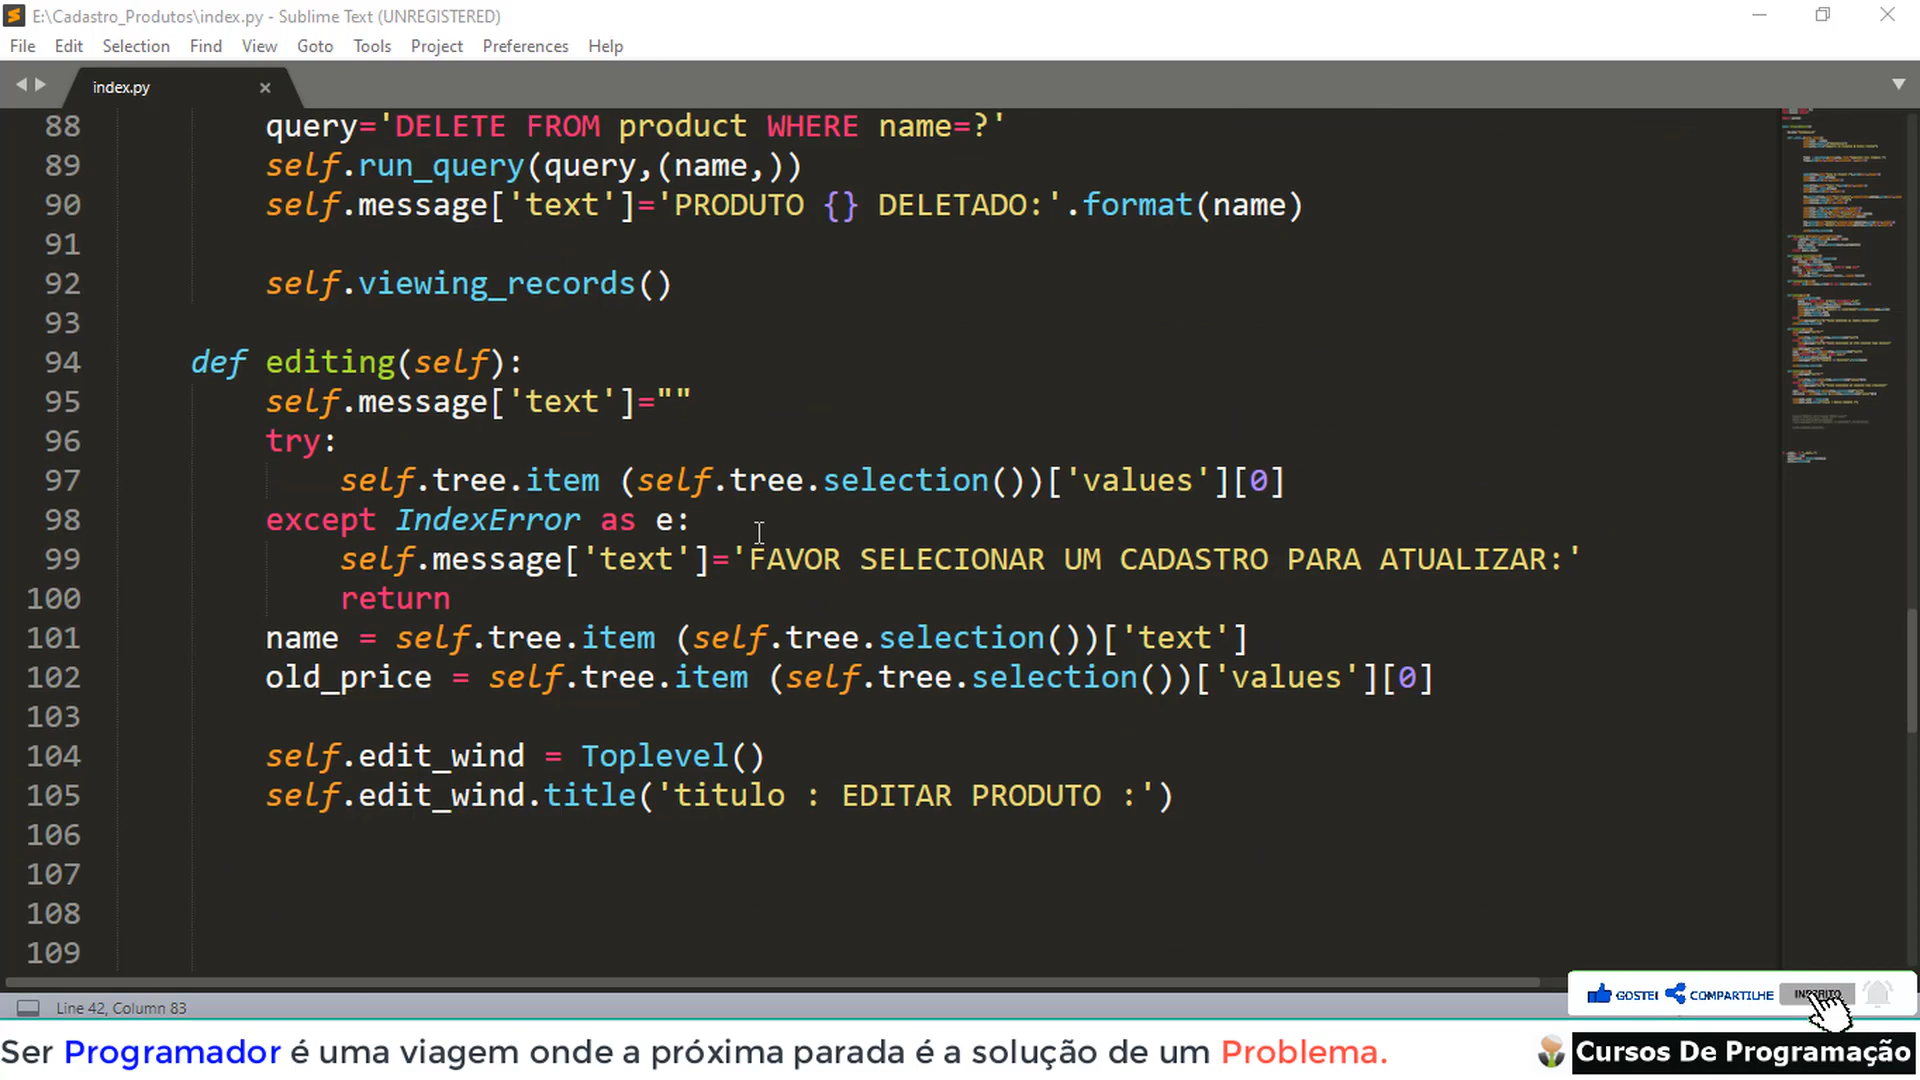 E:\Cadastro_Produtos\index.py - Sublime Text (UNREGISTERED)
File Edit Selection Find View Goto Tools Project Preferences Help
index.py
88 query='DELETE FROM product WHERE name=?'
89 self.run_query(query,(name,))
90 self.message['text']='PRODUTO {} DELETADO:'.format(name)
91
92 self.viewing_records()
93
94 def editing(self):
95 self.message['text']=""
96 try:
97 self.tree.item (self.tree.selection())['values'][0]
98 except IndexError as e:
99 self.message['text']='FAVOR SELECIONAR UM CADASTRO PARA ATUALIZAR:'
100 return
101 name = self.tree.item (self.tree.selection())['text']
102 old_price = self.tree.item (self.tree.selection())['values'][0]
103
104 self.edit_wind = Toplevel()
105 self.edit_wind.title('titulo : EDITAR PRODUTO :')
106
107
108
109
GOSTEI COMPARTILHE
Line 42, Column 83
Ser Programador é uma viagem onde a próxima parada é a solução de um Problema.
Cursos De Programação